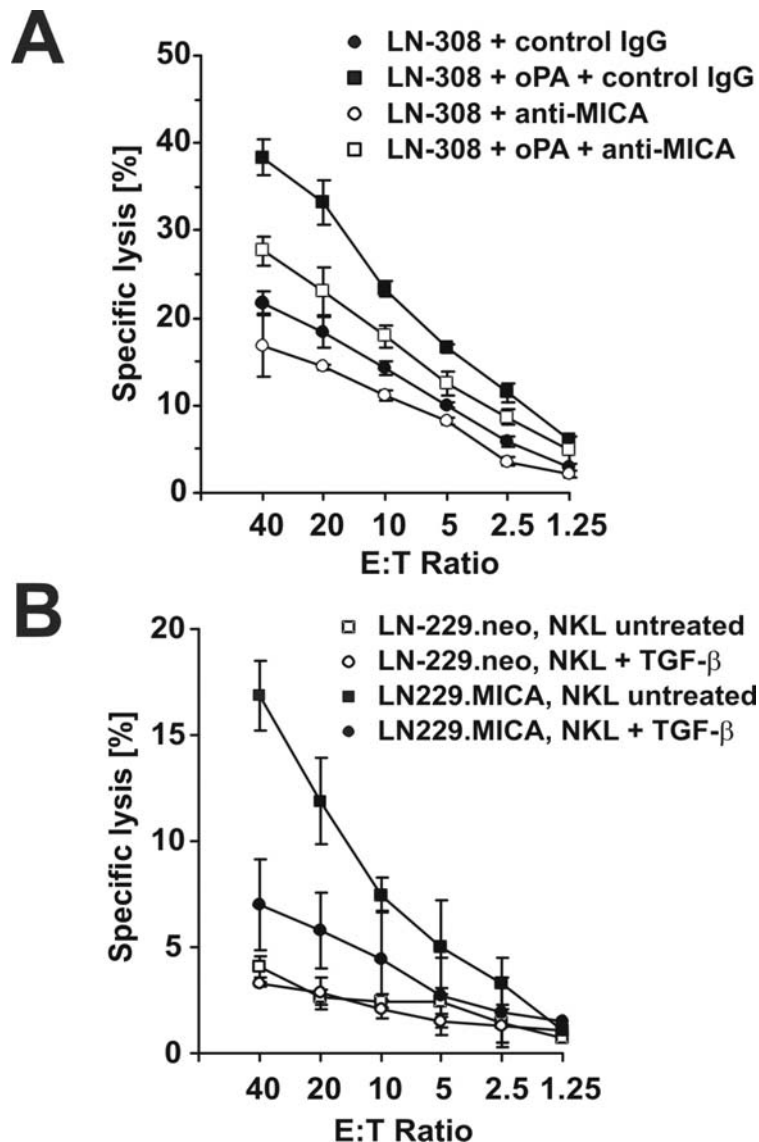 A
LN-308 + control IgG
LN-308 + oPA + control IgG
LN-308 + anti-MICA
LN-308 + oPA + anti-MICA
50
40
30
20
10
0
Specific lysis [%]
40 20 10 5 2.5 1.25
E:T Ratio
B
LN-229.neo, NKL untreated
LN-229.neo, NKL + TGF-β
LN229.MICA, NKL untreated
LN229.MICA, NKL + TGF-β
20
15
10
5
0
Specific lysis [%]
40 20 10 5 2.5 1.25
E:T Ratio